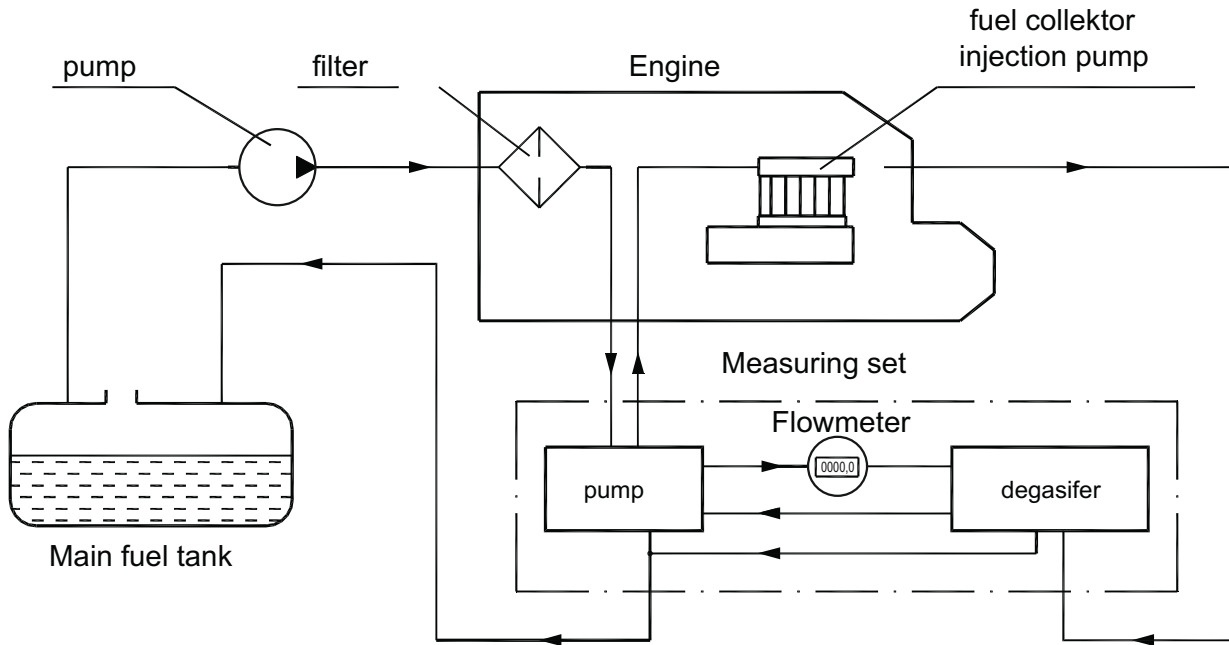 pump
filter
Engine
fuel collektor
injection pump
Measuring set
Flowmeter
0000,0
pump
degasifer
Main fuel tank